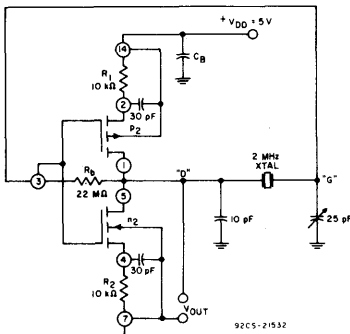 + VDD = 5V
14
CB
R1
10 kΩ
2
30 pF
P2
1
2 MHz
XTAL
"D"
"G"
3
Rb
22 MΩ
5
10 pF
25 pF
n2
4
30 pF
R2
10 kΩ
VOUT
7
92CS-21532